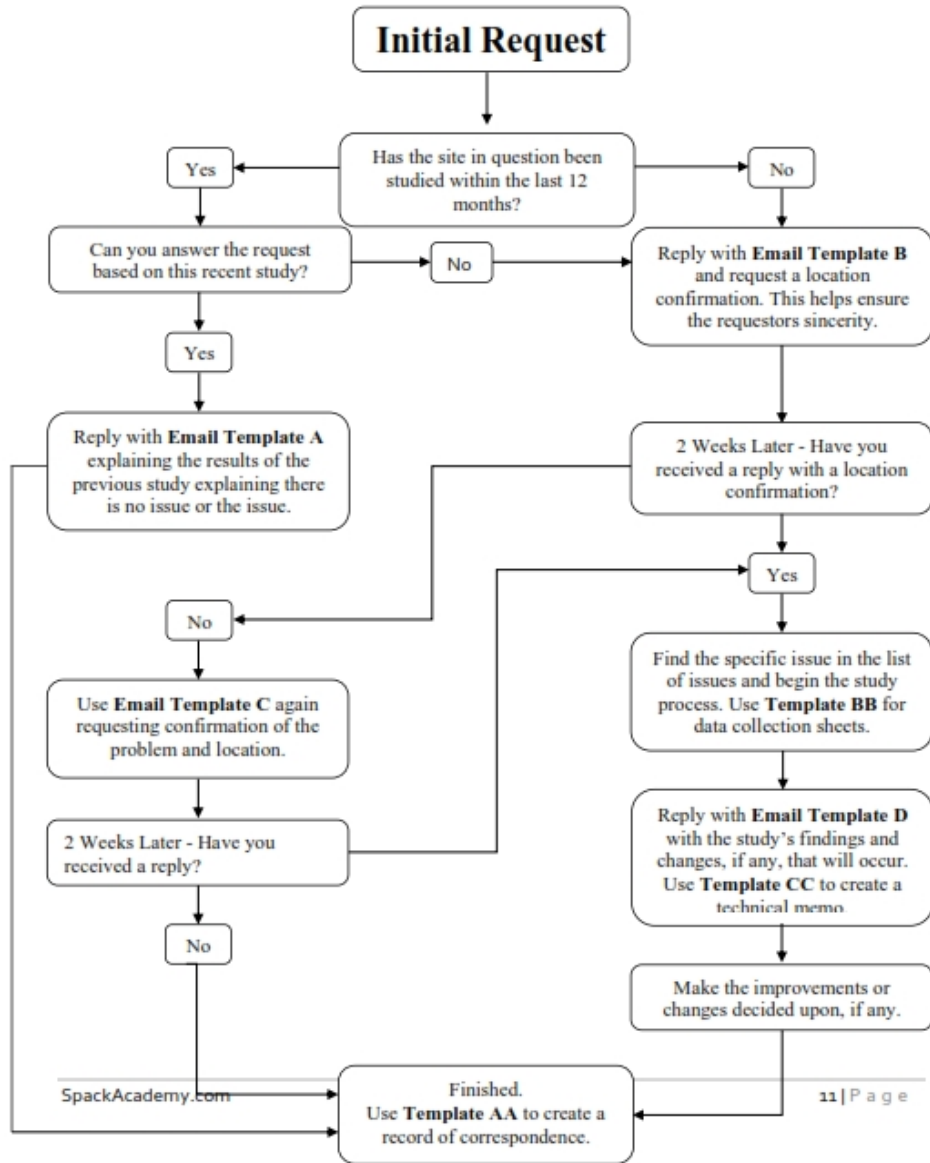 Initial Request
Has the site in question been
studied within the last 12
months?
Yes
No
Can you answer the request
based on this recent study?
No
Reply with Email Template B
and request a location
confirmation. This helps ensure
the requestors sincerity.
Yes
Reply with Email Template A
explaining the results of the
previous study explaining there
is no issue or the issue.
2 Weeks Later - Have you
received a reply with a location
confirmation?
Yes
No
Find the specific issue in the list
of issues and begin the study
process. Use Template BB for
data collection sheets.
Use Email Template C again
requesting confirmation of the
problem and location.
Reply with Email Template D
with the study's findings and
changes, if any, that will occur.
Use Template CC to create a
technical memo.
2 Weeks Later - Have you
received a reply?
No
Make the improvements or
changes decided upon, if any.
Finished.
Use Template AA to create a
record of correspondence.
SpackAcademy.com
11 | Page